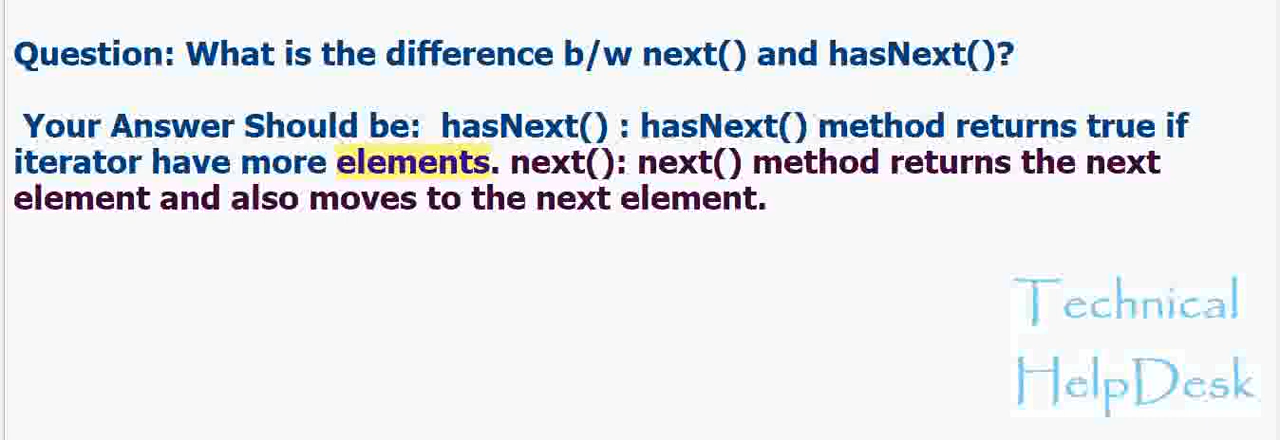 Question: What is the difference b/w next() and hasNext()?
Your Answer Should be:  hasNext() : hasNext() method returns true if
iterator have more elements. next(): next() method returns the next
element and also moves to the next element.
Technical
HelpDesk